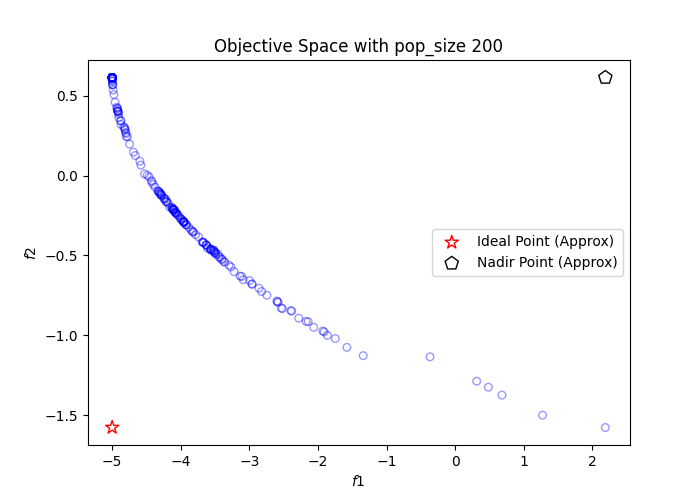 Objective Space with pop_size 200
f2
0.5
0.0
−0.5
−1.0
−1.5
Ideal Point (Approx)
Nadir Point (Approx)
−5 −4 −3 −2 −1 0 1 2
f1